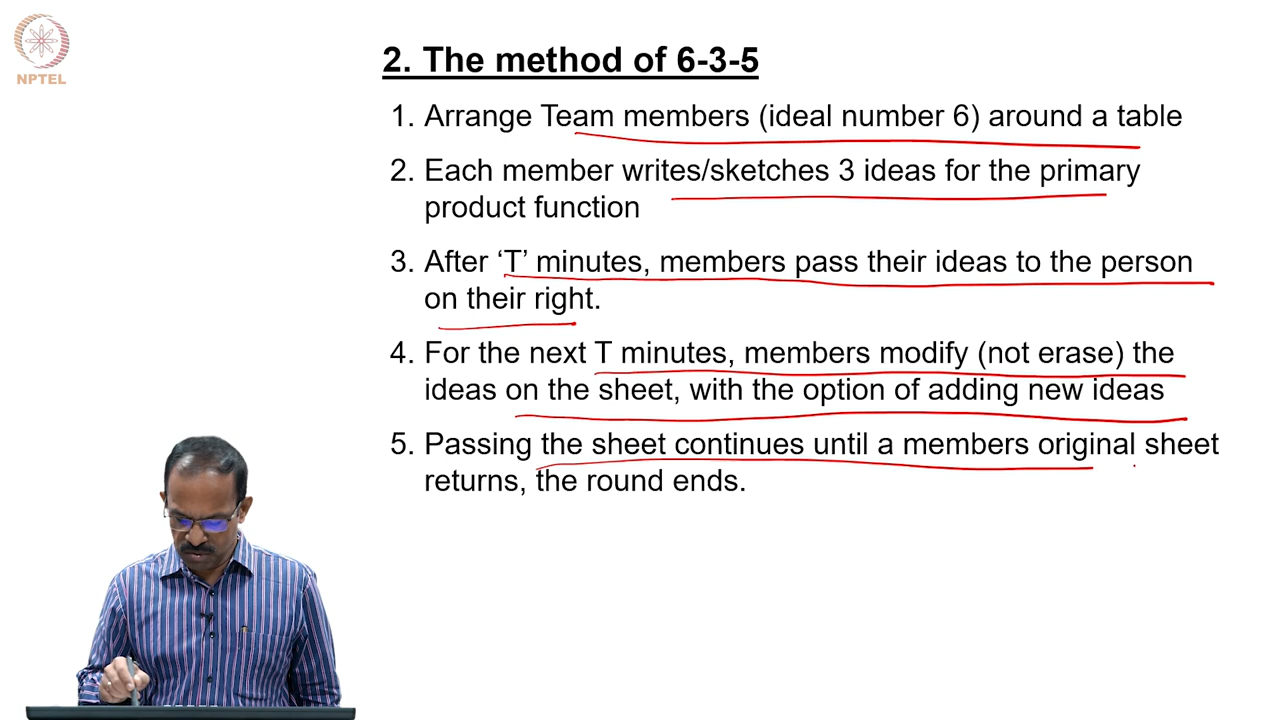 NPTEL
2. The method of 6-3-5
1. Arrange Team members (ideal number 6) around a table
2. Each member writes/sketches 3 ideas for the primary
product function
3. After ‘T’ minutes, members pass their ideas to the person
on their right.
4. For the next T minutes, members modify (not erase) the
ideas on the sheet, with the option of adding new ideas
5. Passing the sheet continues until a members original sheet
returns, the round ends.